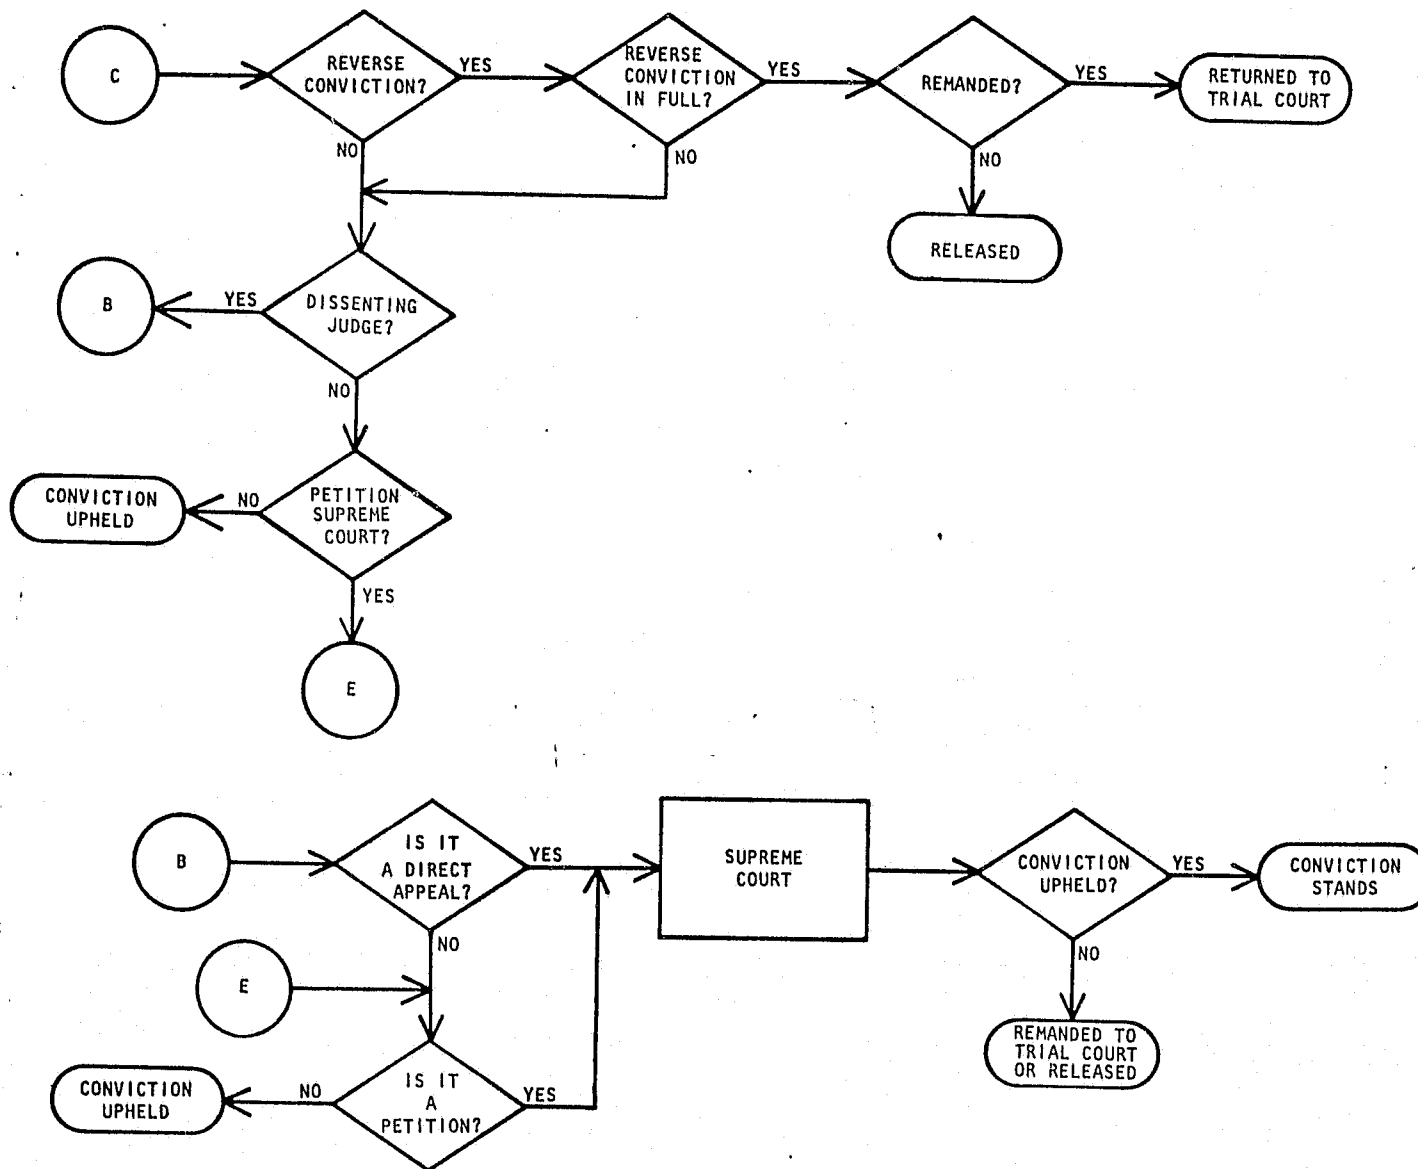 C
REVERSE
CONVICTION?
YES
REVERSE
CONVICTION
IN FULL?
YES
REMANDED?
YES
RETURNED TO
TRIAL COURT
NO
NO
NO
RELEASED
B
YES
DISSENTING
JUDGE?
NO
CONVICTION
UPHELD
NO
PETITION
SUPREME
COURT?
YES
E
B
IS IT
A DIRECT
APPEAL?
YES
SUPREME
COURT
CONVICTION
UPHELD?
YES
CONVICTION
STANDS
NO
NO
E
REMANDED TO
TRIAL COURT
OR RELEASED
CONVICTION
UPHELD
NO
IS IT
A
PETITION?
YES